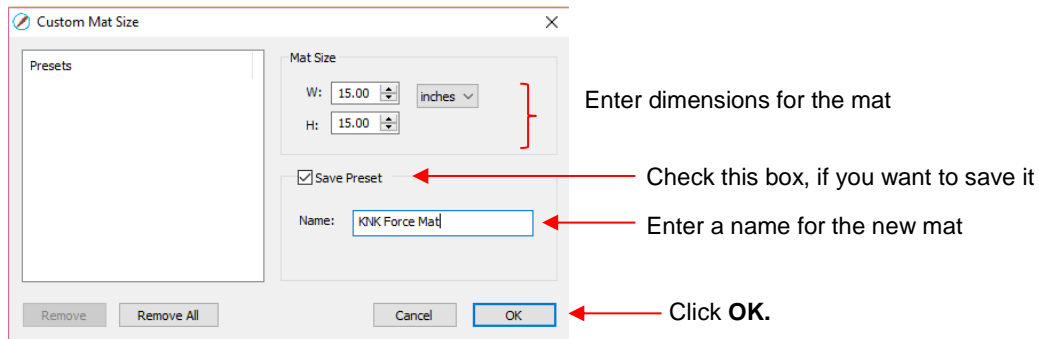 Custom Mat Size
Presets
Mat Size
W: 15.00 inches
H: 15.00
Enter dimensions for the mat
Save Preset
Check this box, if you want to save it
Name: KNK Force Mat
Enter a name for the new mat
Remove Remove All Cancel OK
Click OK.